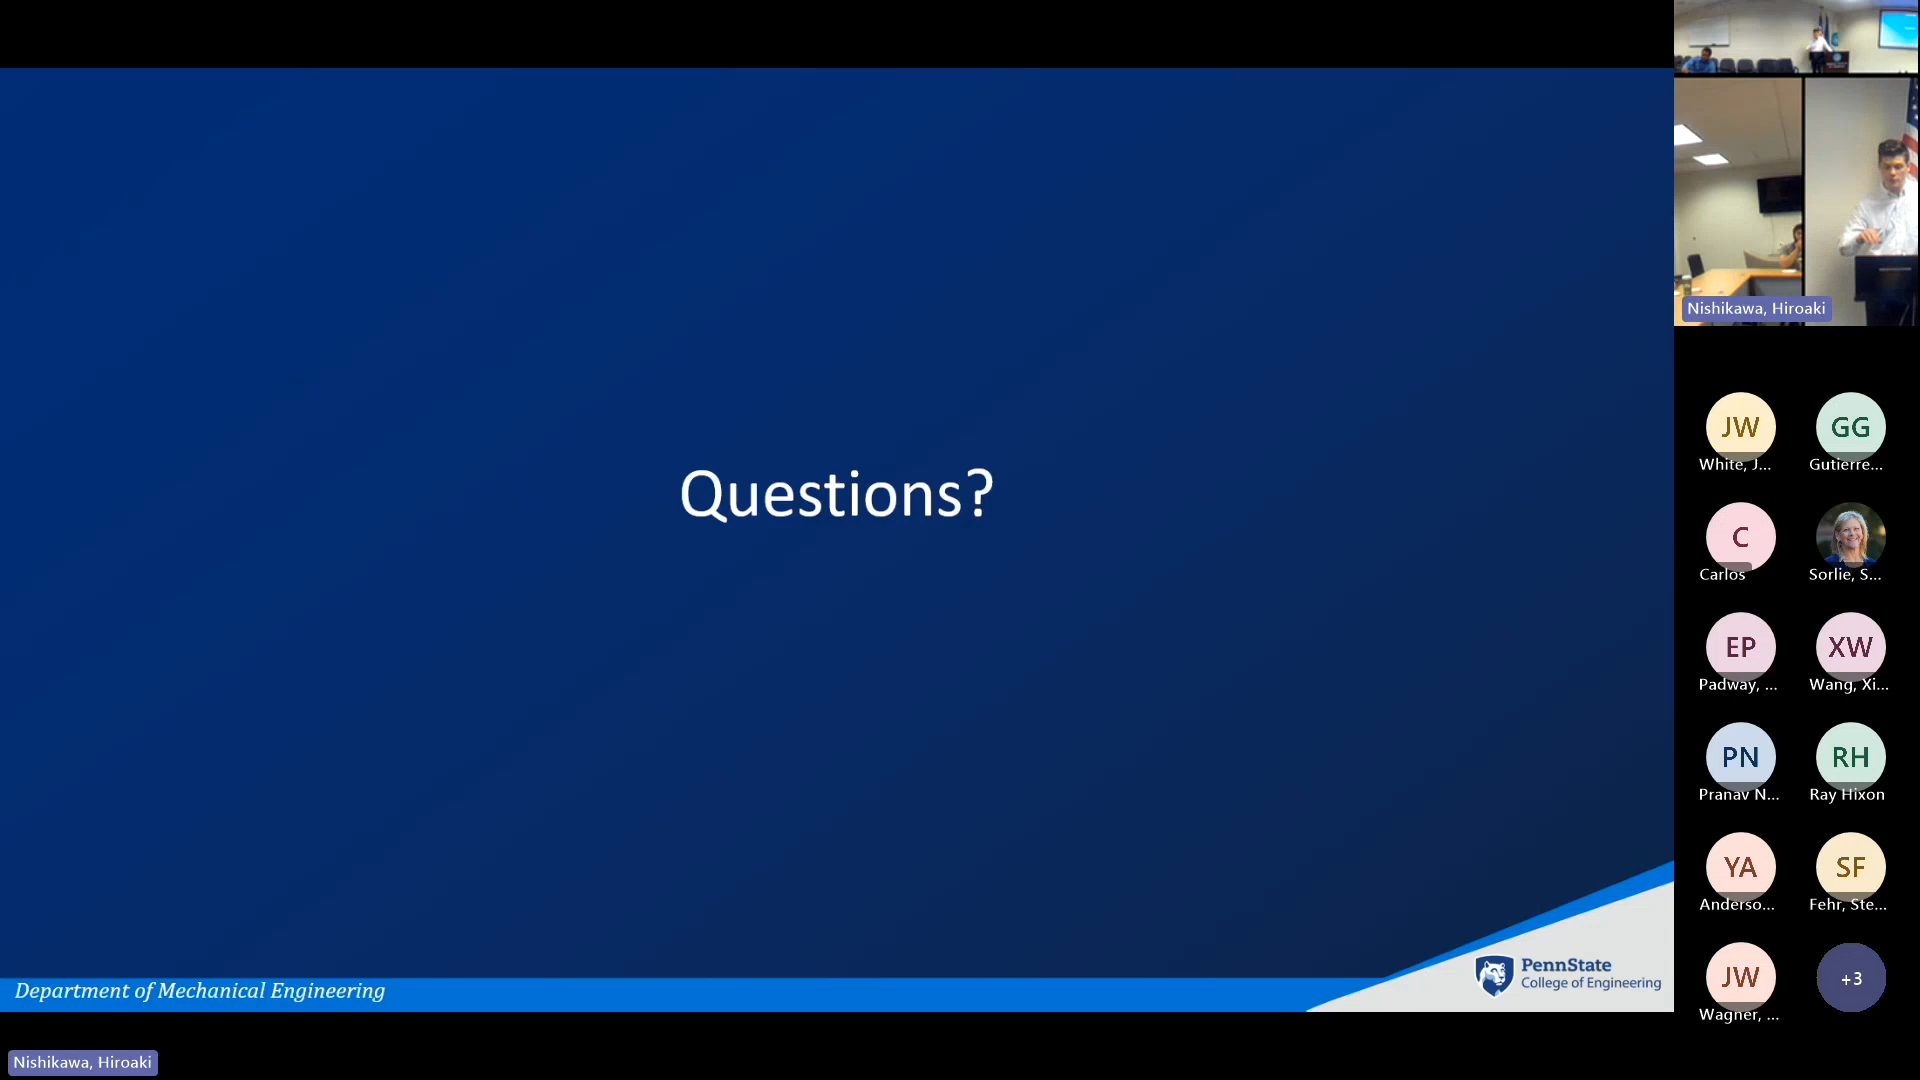 Questions?
Department of Mechanical Engineering
PennState
College of Engineering
Nishikawa, Hiroaki
Nishikawa, Hiroaki
JW
White, J...
GG
Gutierre...
C
Carlos
Sorlie, S...
EP
Padway, ...
XW
Wang, Xi...
PN
Pranav N...
RH
Ray Hixon
YA
Anderso...
SF
Fehr, Ste...
JW
Wagner, ...
+3